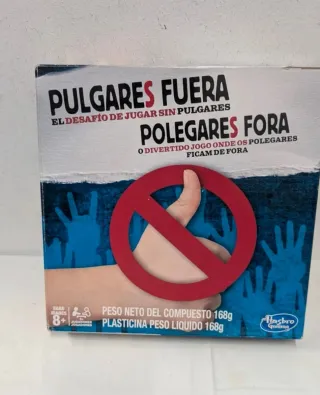 PULGARES FUERA
EL DESAFÍO DE JUGAR SIN PULGARES
POLEGARES FORA
O DIVERTIDO JOGO ONDE OS POLEGARES
FICAM DE FORA
8+
PESO NETO DEL COMPUESTO 168g
PLASTICINA PESO LIQUIDO 168g
Hasbro
Gaming